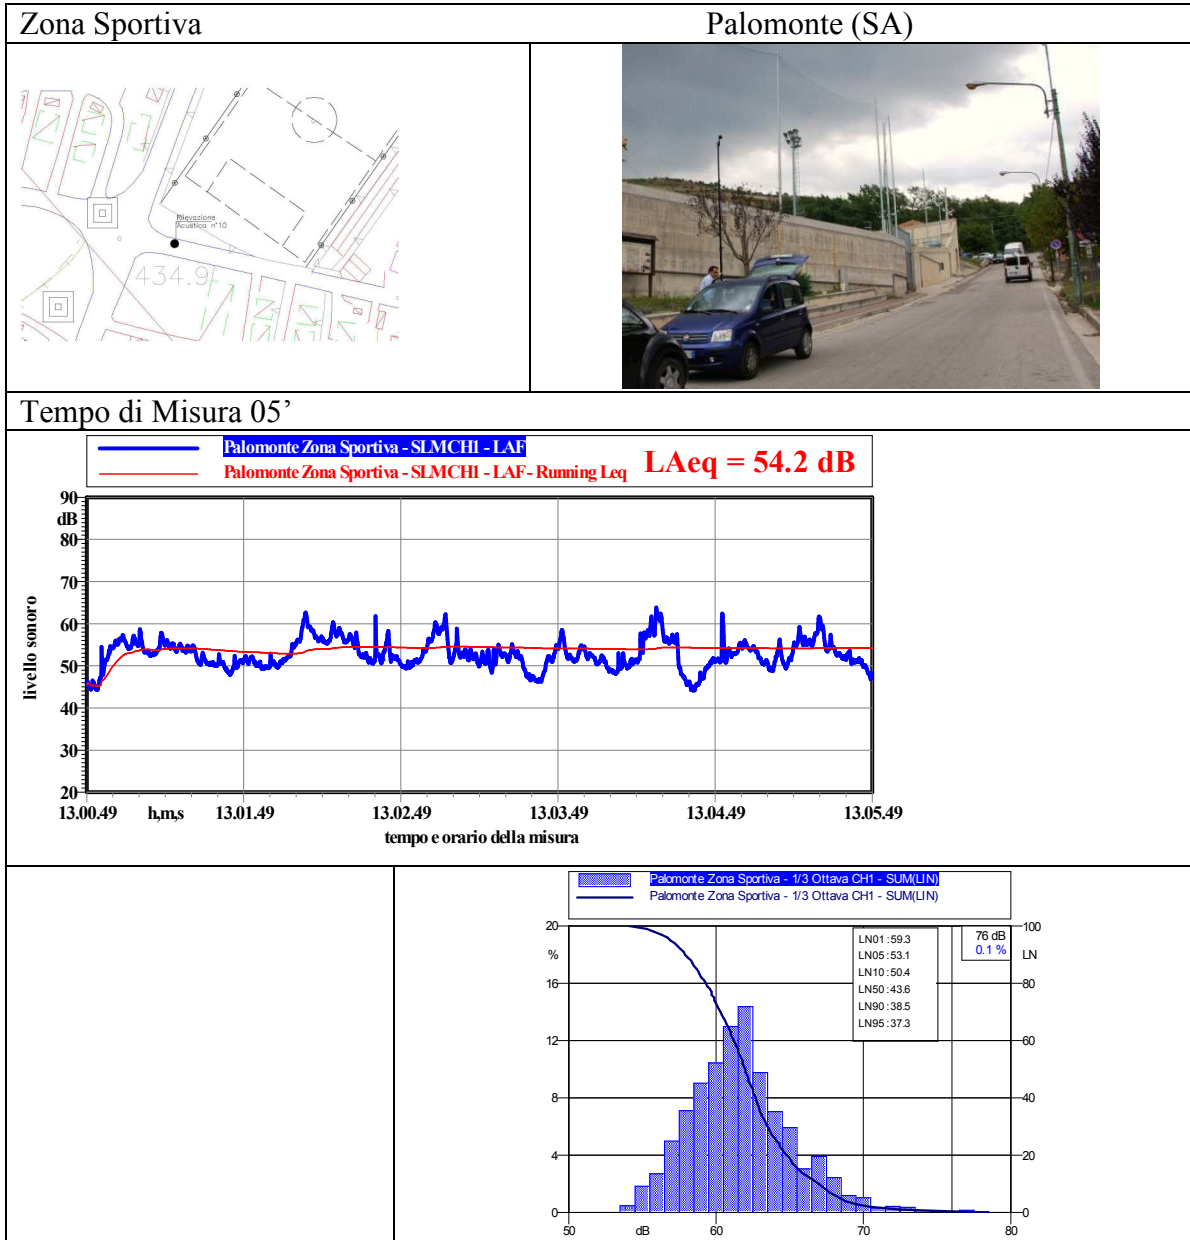 Zona Sportiva
Palomonte (SA)
Rilevazione
Acustica n°10
434.9
Tempo di Misura 05’
Palomonte Zona Sportiva - SLMCH1 - LAF
Palomonte Zona Sportiva - SLMCH1 - LAF - Running Leq
LAeq = 54.2 dB
90
dB
80
70
60
50
40
30
20
livello sonoro
13.00.49 h,m,s 13.01.49 13.02.49 13.03.49 13.04.49 13.05.49
tempo e orario della misura
Palomonte Zona Sportiva - 1/3 Ottava CH1 - SUM(LIN)
Palomonte Zona Sportiva - 1/3 Ottava CH1 - SUM(LIN)
20
%
16
12
8
4
0
LN01 : 59.3
LN05 : 53.1
LN10 : 50.4
LN50 : 43.6
LN90 : 38.5
LN95 : 37.3
76 dB
0.1 %
100
LN
80
60
40
20
0
50 dB 60 70 80